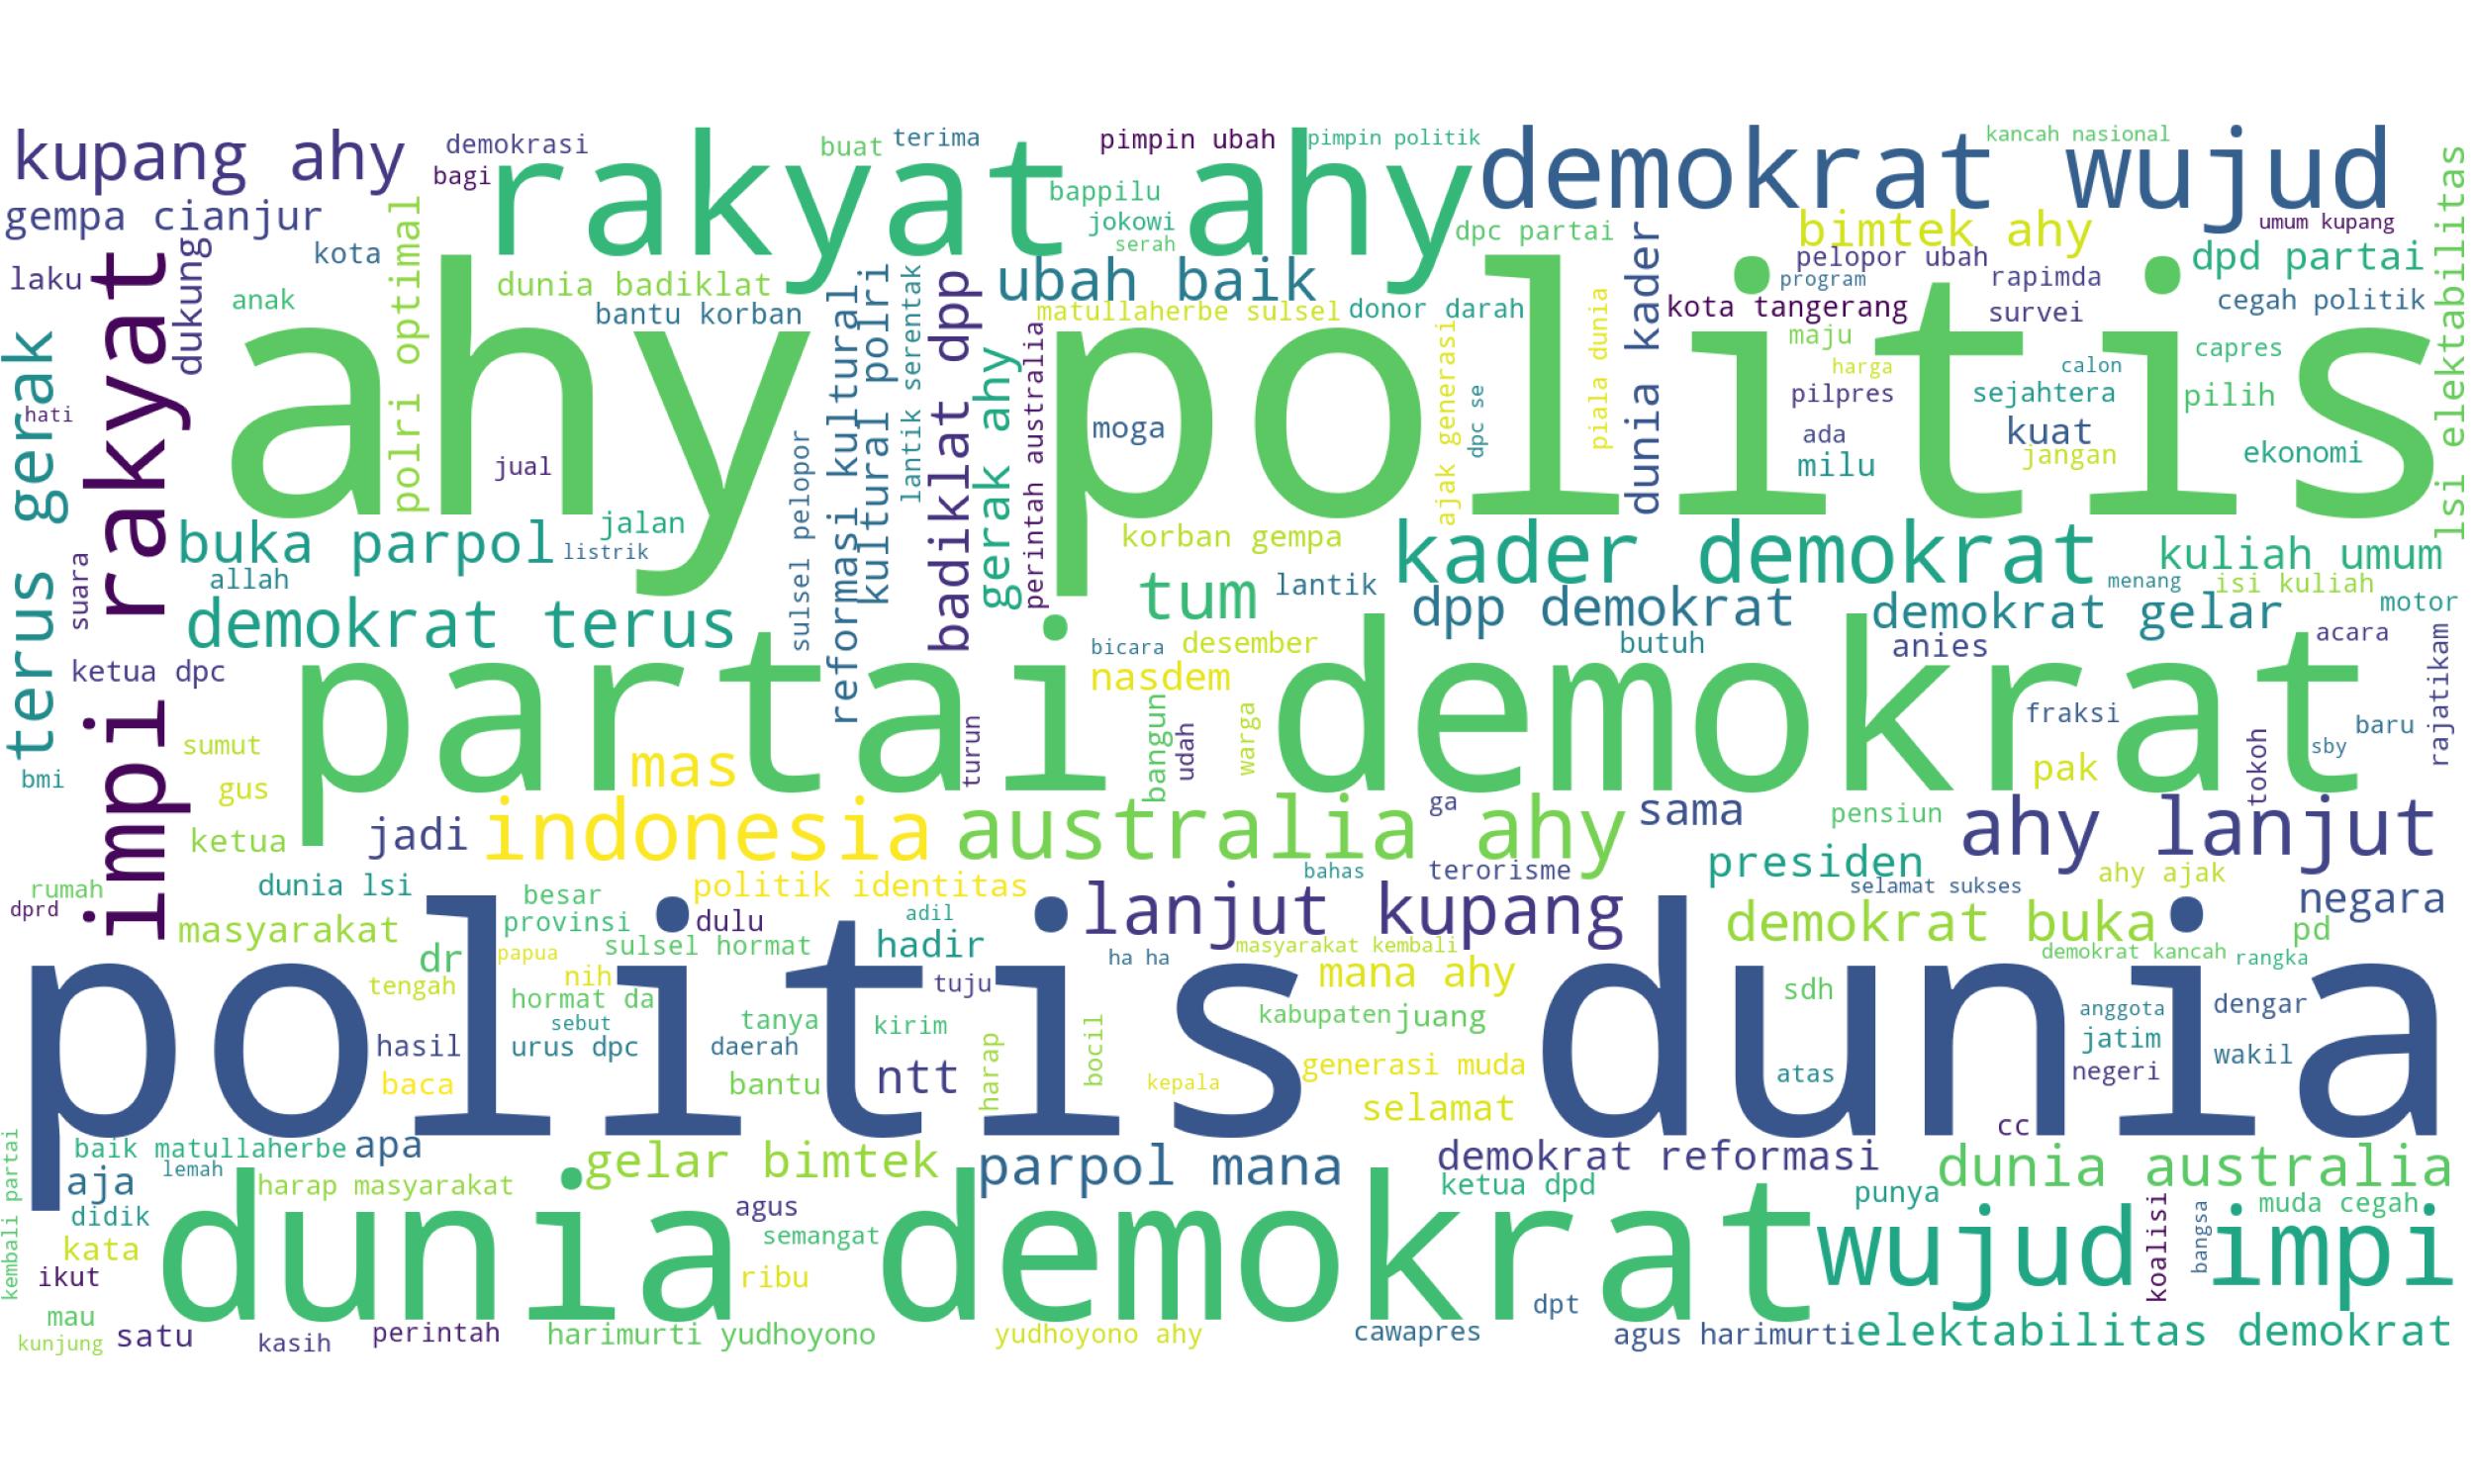 kupang ahy
demokrasi
bagi
rakyat ahy
buat
terima
pimpin ubah
pimpin politik
demokrat wujud
kancah nasional
gempa cianjur
bappilu
jokowi
serah
dpc partai
bimtek ahy
umum kupang
lsi elektabilitas
laku
impi rakyat
dukung
kota
polri optimal
dunia badiklat
ubah baik
pelopor ubah
program
rapimda
dpd partai
anak
bantu korban
matullaherbe sulsel
donor darah
kota tangerang
survei
cegah politik
terus gerak
hati
ahy politis
jual
sulsel pelopor
reformasi kultural
kultural polri
lantik serentak
badiklat dpp
gerak ahy
perintah australia
moga
ajak generasi
dpc se
piala dunia
dunia kader
maju
harga
pilpres
ada
milu
calon
sejahtera
kuat
jangan
capres
pilih
ekonomi
buka parpol
jalan
listrik
allah
suara
korban gempa
kader demokrat
kuliah umum
menang
isi kuliah
demokrat terus
tum
lantik
dpp demokrat
demokrat gelar
motor
ketua dpc
bicara
desember
butuh
anies
acara
rajatikam
nasdem
partai demokrat
sumut
gus
bmi
mas
turun
bangun
udah
warga
fraksi
pak
tokoh
sby
baru
ketua
jadi
indonesia
australia ahy
ga
sama
pensiun
ahy lanjut
rumah
dprd
dunia lsi
besar
politik identitas
bahas
terorisme
presiden
selamat sukses
ahy ajak
negara
masyarakat
provinsi
dulu
adil
lanjut kupang
demokrat buka
pd
dr
papua
sulsel hormat
hadir
ha ha
masyarakat kembali
demokrat kancah
rangka
politis dunia
tengah
nih
hormat da
tuju
mana ahy
sdh
anggota
dengar
sebut
tanya
kirim
kabupaten
juang
jatim
hasil
urus dpc
daerah
harap
bocil
generasi muda
wakil
baca
bantu
ntt
kepala
atas
negeri
selamat
cc
kembali partai
baik matullaherbe
apa
gelar bimtek
parpol mana
demokrat reformasi
dunia australia
aja
lemah
harap masyarakat
ketua dpd
punya
didik
dunia demokrat
agus
semangat
wujud impi
koalisi
bangsa
muda cegah
kata
ikut
ribu
mau
dpt
kunjung
satu
kasih
perintah
harimurti yudhoyono
yudhoyono ahy
cawapres
agus harimurti
elektabilitas demokrat